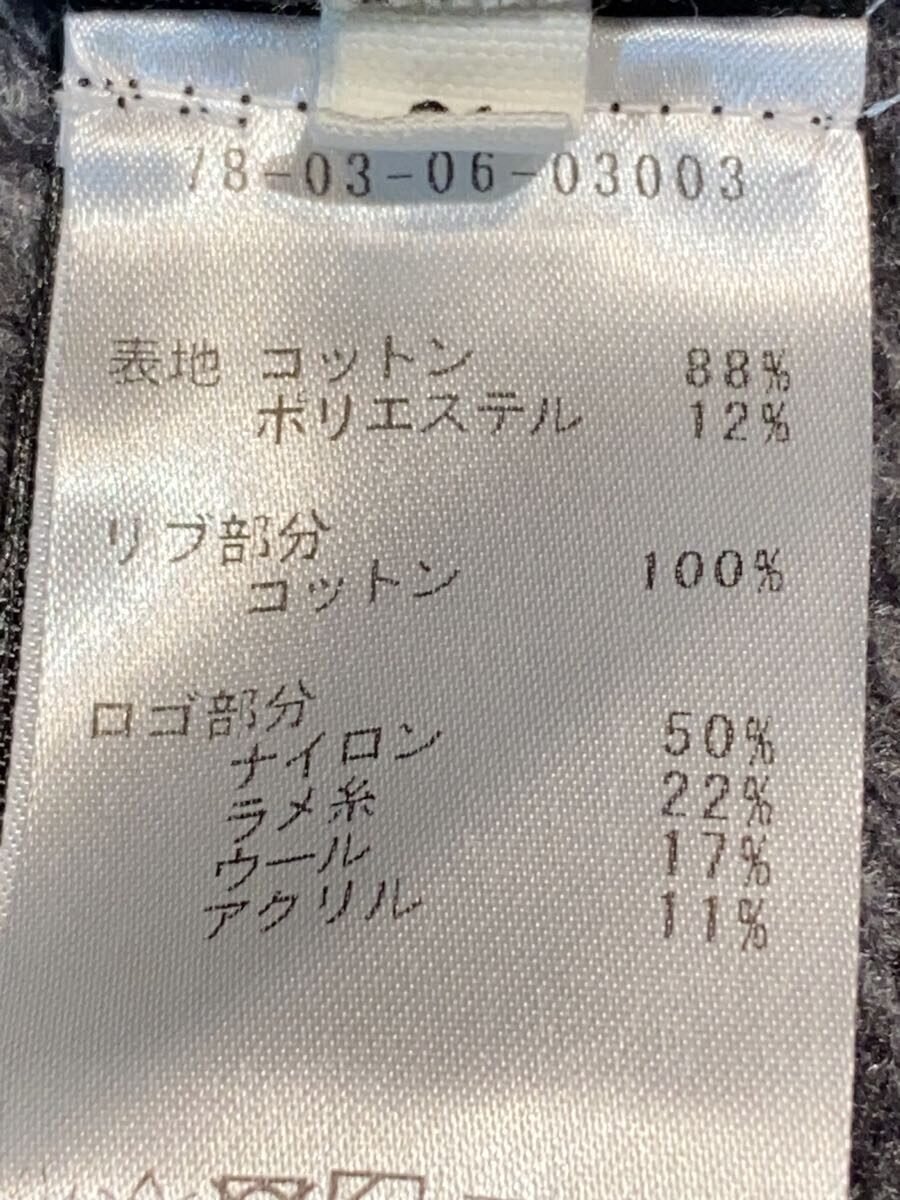 78-03-06-03003
表地 コットン 88%
ポリエステル 12%
リブ部分
コットン 100%
ロゴ部分
ナイロン 50%
ラメ糸 22%
ウール 17%
アクリル 11%